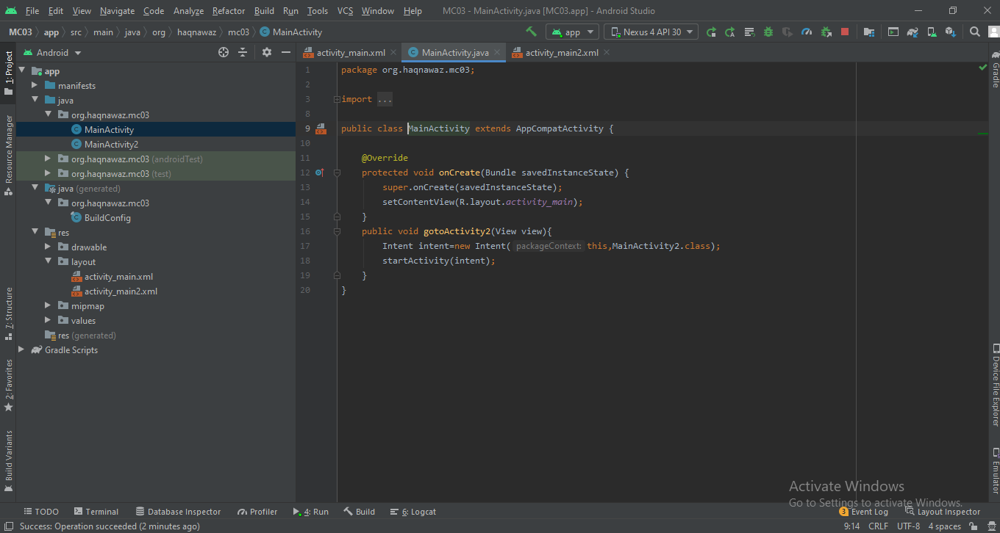 File Edit View Navigate Code Analyze Refactor Build Run Tools VCS Window Help MC03 - MainActivity.java [MC03.app] - Android Studio
MC03 app src main java org haqnawaz mc03 MainActivity
app Nexus 4 API 30
Android
activity_main.xml MainActivity.java activity_main2.xml
1: Project
Resource Manager
7: Structure
2: Favorites
Build Variants
app
manifests
java
org.haqnawaz.mc03
MainActivity
MainActivity2
org.haqnawaz.mc03 (androidTest)
org.haqnawaz.mc03 (test)
java (generated)
org.haqnawaz.mc03
BuildConfig
res
drawable
layout
activity_main.xml
activity_main2.xml
mipmap
values
res (generated)
Gradle Scripts
1 package org.haqnawaz.mc03;
2
3 import ...
8
9 public class MainActivity extends AppCompatActivity {
10
11 @Override
12 protected void onCreate(Bundle savedInstanceState) {
13 super.onCreate(savedInstanceState);
14 setContentView(R.layout.activity_main);
15 }
16 public void gotoActivity2(View view){
17 Intent intent=new Intent( packageContext: this,MainActivity2.class);
18 startActivity(intent);
19 }
20 }
Gradle
Device File Explorer
Emulator
Activate Windows
Go to Settings to activate Windows.
TODO Terminal Database Inspector Profiler 4: Run Build 6: Logcat 3 Event Log Layout Inspector
Success: Operation succeeded (2 minutes ago) 9:14 CRLF UTF-8 4 spaces